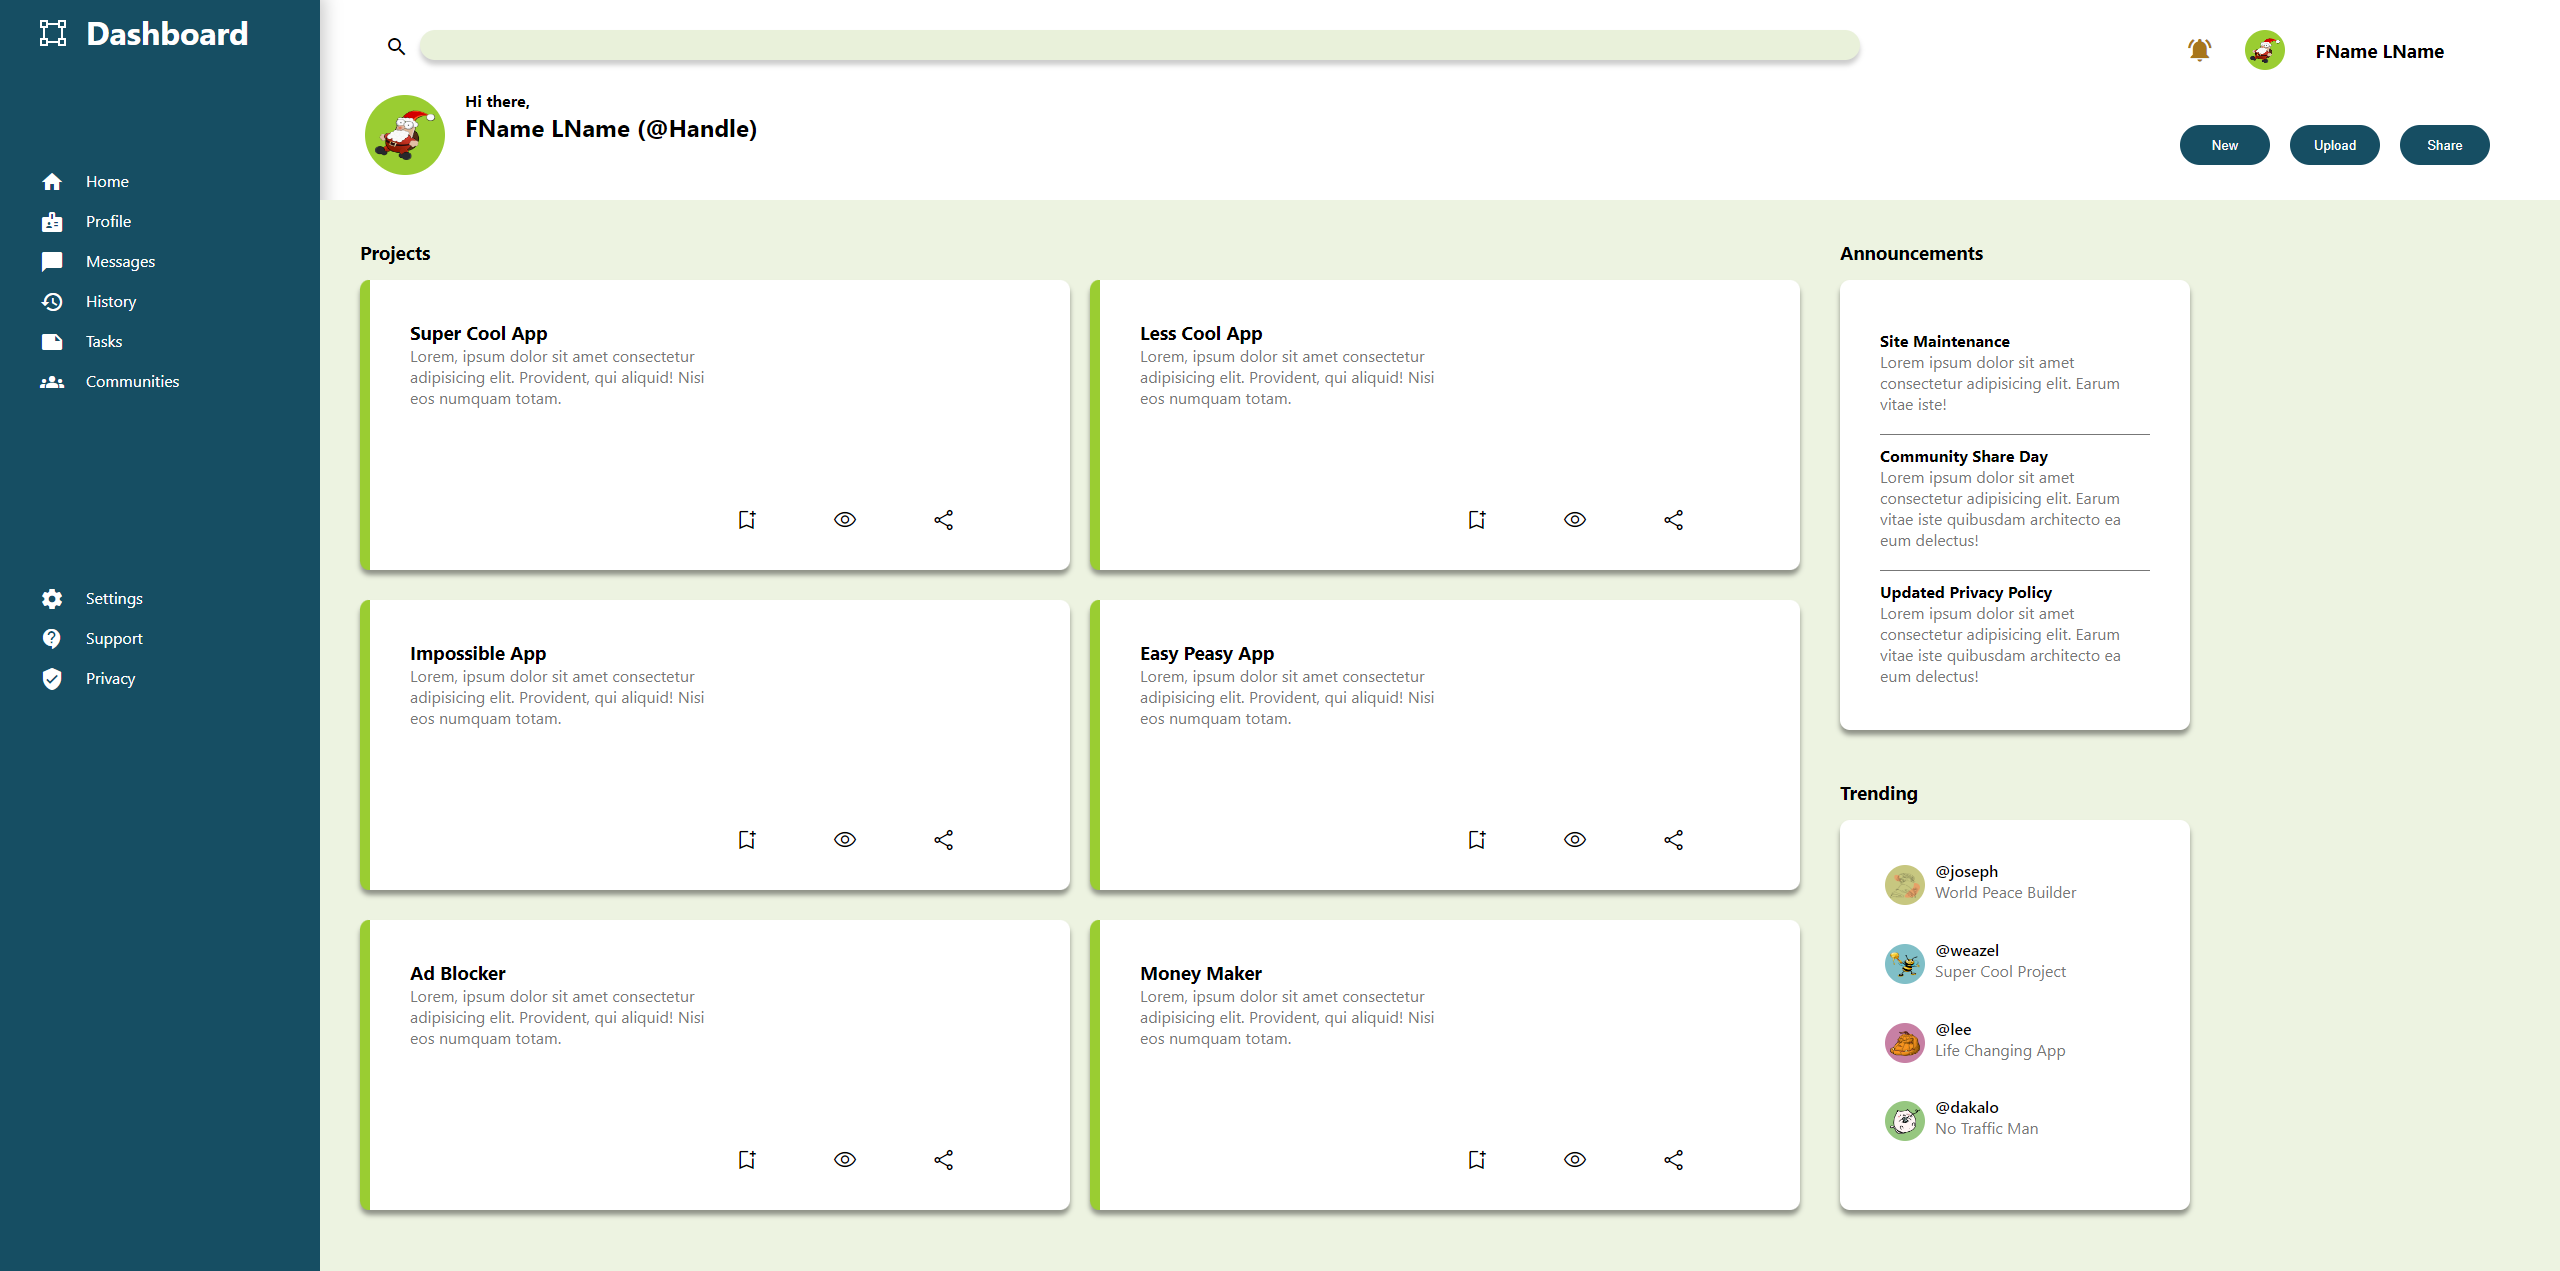 Dashboard
Home
Profile
Messages
History
Tasks
Communities
Settings
Support
Privacy
FName LName
Hi there,
FName LName (@Handle)
New
Upload
Share
Projects
Super Cool App
Lorem, ipsum dolor sit amet consectetur
adipisicing elit. Provident, qui aliquid! Nisi
eos numquam totam.
Less Cool App
Lorem, ipsum dolor sit amet consectetur
adipisicing elit. Provident, qui aliquid! Nisi
eos numquam totam.
Impossible App
Lorem, ipsum dolor sit amet consectetur
adipisicing elit. Provident, qui aliquid! Nisi
eos numquam totam.
Easy Peasy App
Lorem, ipsum dolor sit amet consectetur
adipisicing elit. Provident, qui aliquid! Nisi
eos numquam totam.
Ad Blocker
Lorem, ipsum dolor sit amet consectetur
adipisicing elit. Provident, qui aliquid! Nisi
eos numquam totam.
Money Maker
Lorem, ipsum dolor sit amet consectetur
adipisicing elit. Provident, qui aliquid! Nisi
eos numquam totam.
Announcements
Site Maintenance
Lorem ipsum dolor sit amet
consectetur adipisicing elit. Earum
vitae iste!
Community Share Day
Lorem ipsum dolor sit amet
consectetur adipisicing elit. Earum
vitae iste quibusdam architecto ea
eum delectus!
Updated Privacy Policy
Lorem ipsum dolor sit amet
consectetur adipisicing elit. Earum
vitae iste quibusdam architecto ea
eum delectus!
Trending
@joseph
World Peace Builder
@weazel
Super Cool Project
@lee
Life Changing App
@dakalo
No Traffic Man